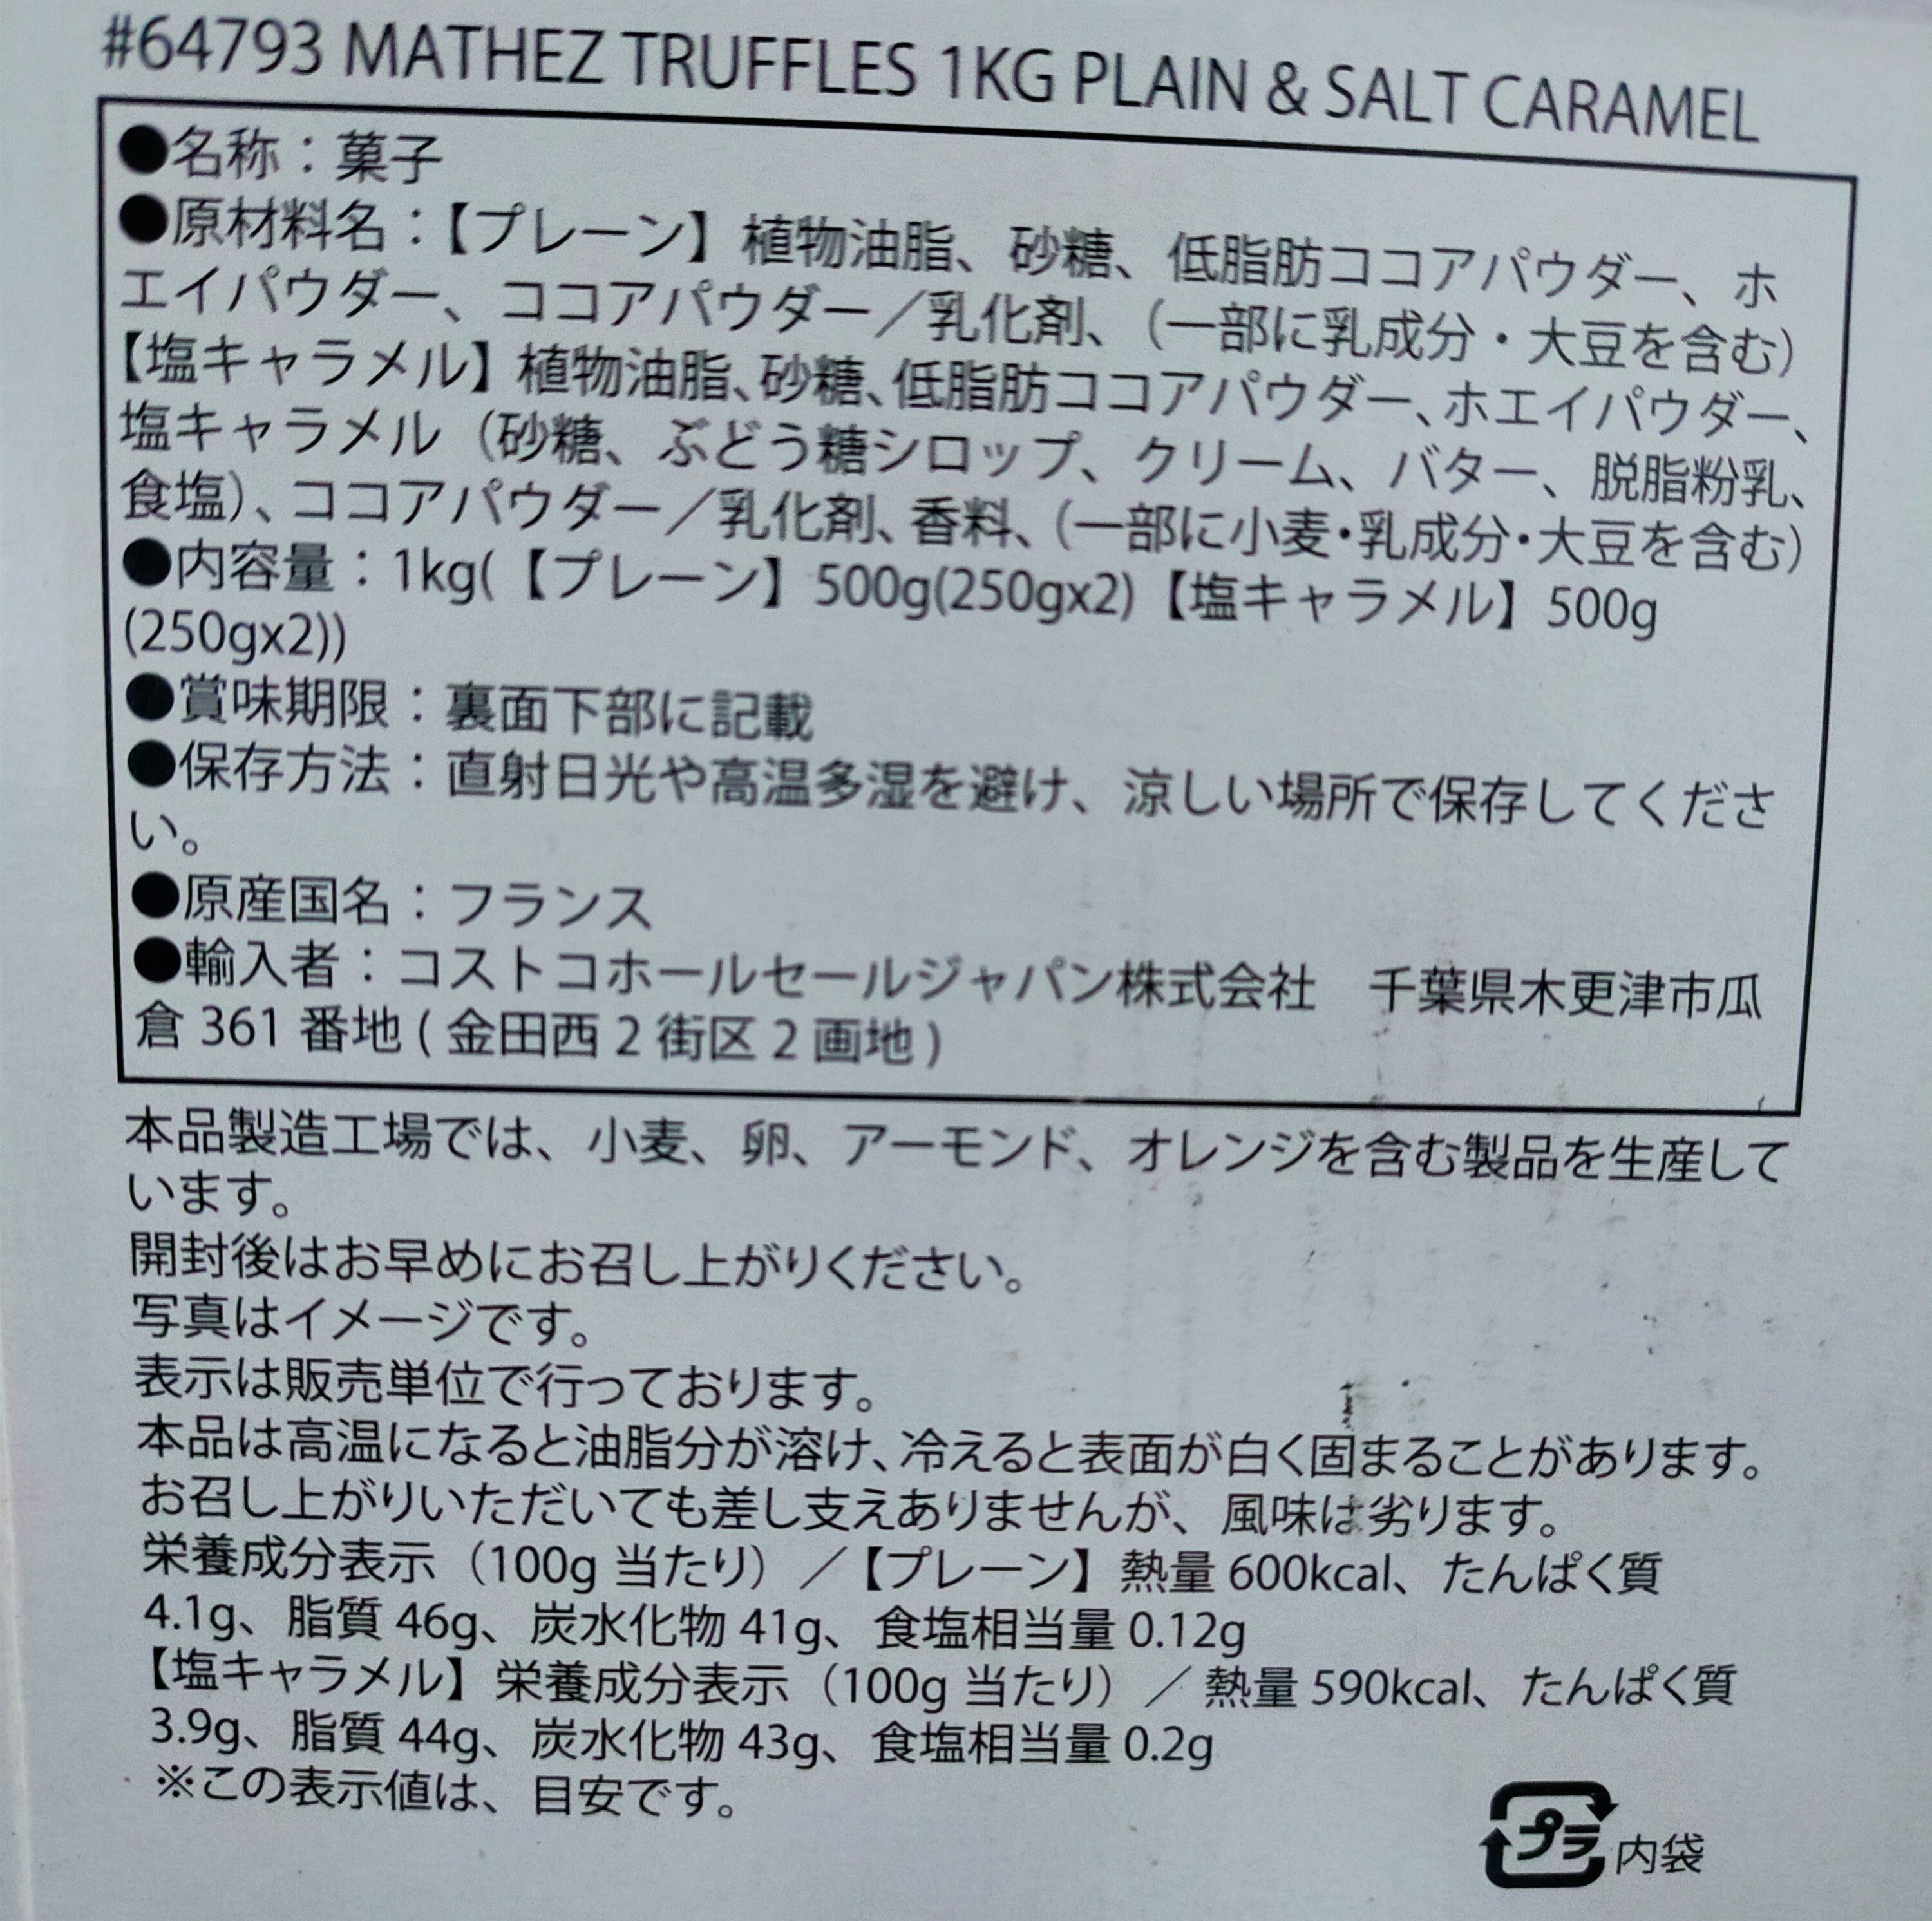 #64793 MATHEZ TRUFFLES 1KG PLAIN & SALT CARAMEL
●名称：菓子
●原材料名：【プレーン】植物油脂、砂糖、低脂肪ココアパウダー、ホ
エイパウダー、ココアパウダー／乳化剤、（一部に乳成分・大豆を含む）
【塩キャラメル】植物油脂、砂糖、低脂肪ココアパウダー、ホエイパウダー、
塩キャラメル（砂糖、ぶどう糖シロップ、クリーム、バター、脱脂粉乳、
食塩）、ココアパウダー／乳化剤、香料、（一部に小麦・乳成分・大豆を含む）
●内容量：1kg(【プレーン】500g(250gx2)【塩キャラメル】500g
(250gx2))
●賞味期限：裏面下部に記載
●保存方法：直射日光や高温多湿を避け、涼しい場所で保存してくださ
い。
●原産国名：フランス
●輸入者：コストコホールセールジャパン株式会社　千葉県木更津市瓜
倉 361 番地 ( 金田西 2 街区 2 画地 )
本品製造工場では、小麦、卵、アーモンド、オレンジを含む製品を生産して
います。
開封後はお早めにお召し上がりください。
写真はイメージです。
表示は販売単位で行っております。
本品は高温になると油脂分が溶け、冷えると表面が白く固まることがあります。
お召し上がりいただいても差し支えありませんが、風味は劣ります。
栄養成分表示（100g 当たり）／【プレーン】熱量 600kcal、たんぱく質
4.1g、脂質 46g、炭水化物 41g、食塩相当量 0.12g
【塩キャラメル】栄養成分表示（100g 当たり）／ 熱量 590kcal、たんぱく質
3.9g、脂質 44g、炭水化物 43g、食塩相当量 0.2g
※この表示値は、目安です。
プラ 内袋